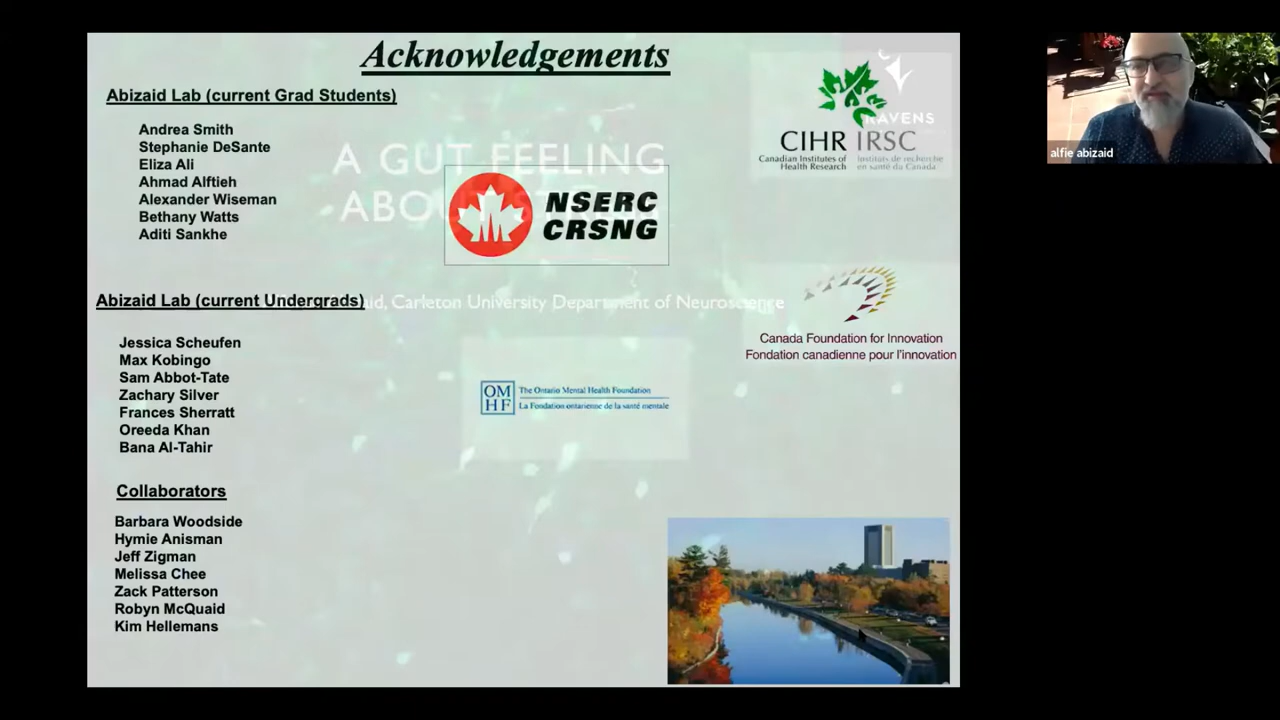 Acknowledgements
Abizaid Lab (current Grad Students)
Andrea Smith
Stephanie DeSante
Eliza Ali
Ahmad Alftieh
Alexander Wiseman
Bethany Watts
Aditi Sankhe
A GUT FEELING
ABOUT
NSERC
CRSNG
RAVENS
CIHR IRSC
Canadian Institutes of Health Research
Instituts de recherche en santé du Canada
alfie abizaid
Abizaid Lab (current Undergrads)
aid, Carleton University Department of Neuroscience
Jessica Scheufen
Max Kobingo
Sam Abbot-Tate
Zachary Silver
Frances Sherratt
Oreeda Khan
Bana Al-Tahir
Canada Foundation for Innovation
Fondation canadienne pour l'innovation
OM
HF
The Ontario Mental Health Foundation
La Fondation ontarienne de la santé mentale
Collaborators
Barbara Woodside
Hymie Anisman
Jeff Zigman
Melissa Chee
Zack Patterson
Robyn McQuaid
Kim Hellemans